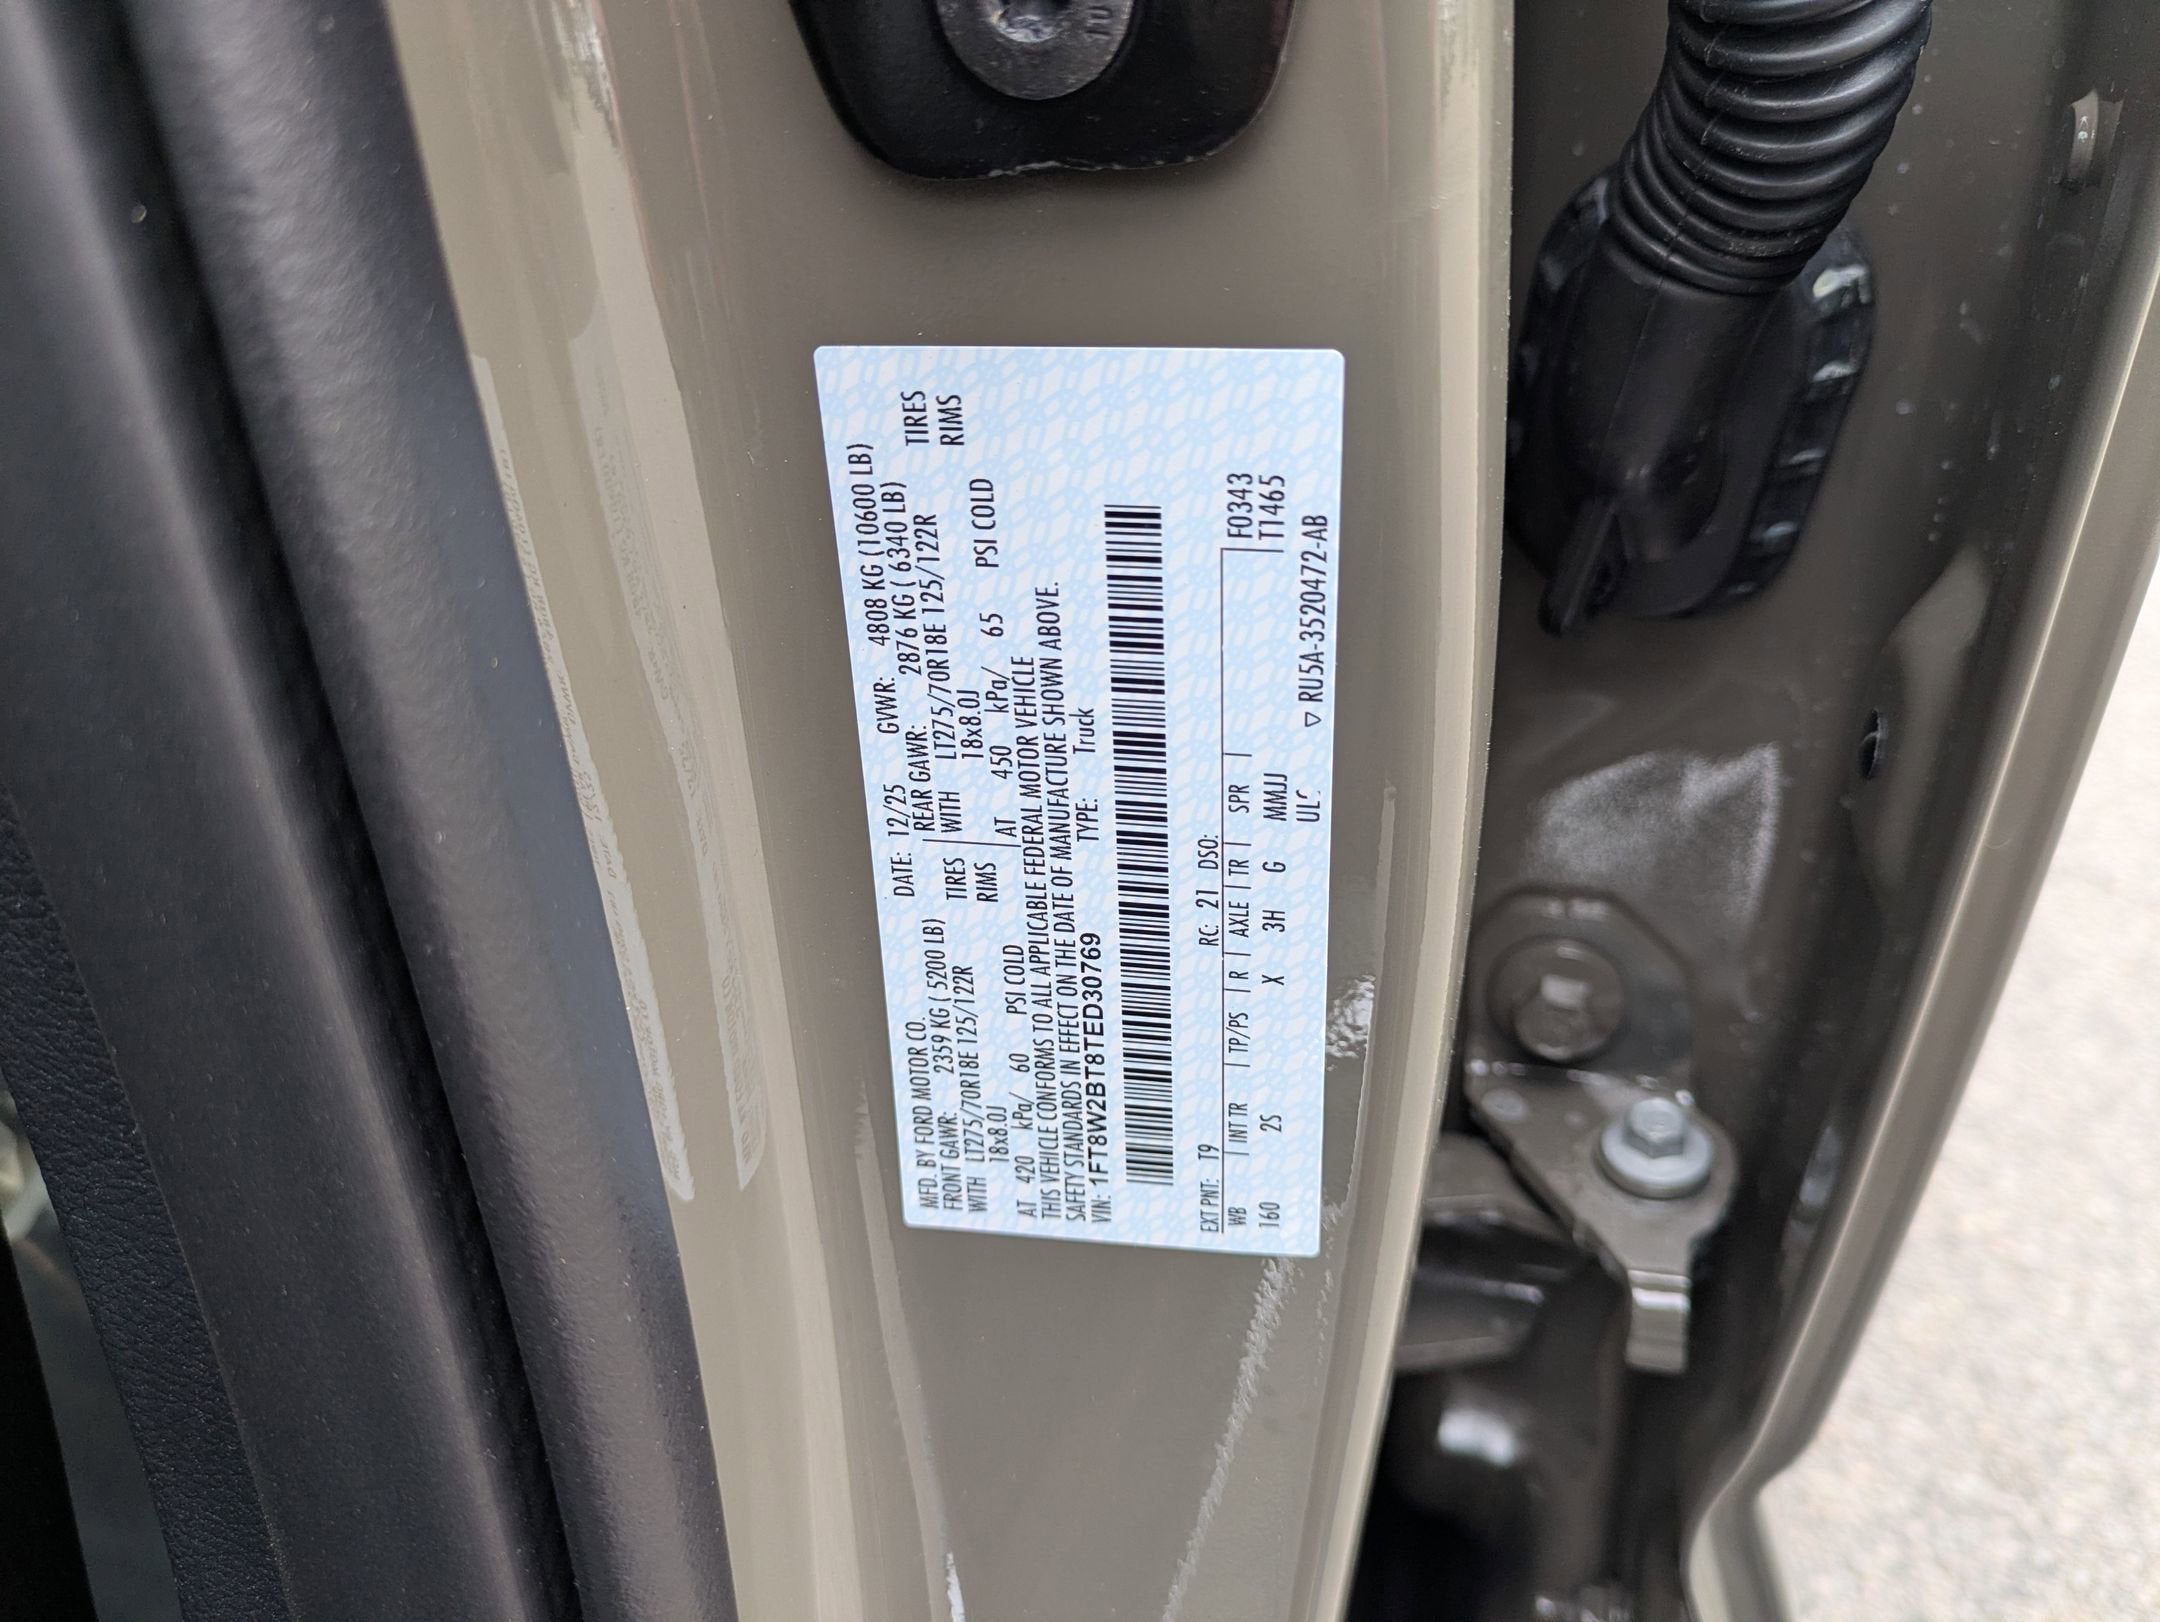 MFD. BY FORD MOTOR CO. DATE: 12/25 GVWR: 4808 KG (10600 LB)
FRONT GAWR: 2359 KG ( 5200 LB) REAR GAWR: 2876 KG ( 6340 LB)
WITH LT275/70R18E 125/122R TIRES WITH LT275/70R18E 125/122R TIRES
18x8.0J RIMS 18x8.0J RIMS
AT 420 kPa/ 60 PSI COLD AT 450 kPa/ 65 PSI COLD
THIS VEHICLE CONFORMS TO ALL APPLICABLE FEDERAL MOTOR VEHICLE
SAFETY STANDARDS IN EFFECT ON THE DATE OF MANUFACTURE SHOWN ABOVE.
VIN: 1FT8W2BT8TED30769 TYPE: Truck
EXT PNT: T9 RC: 21 DSO: F0343
WB INT TR TP/PS R AXLE TR SPR T1465
160 2S X 3H G MMJJ
▽ RU5A-3520472-AB